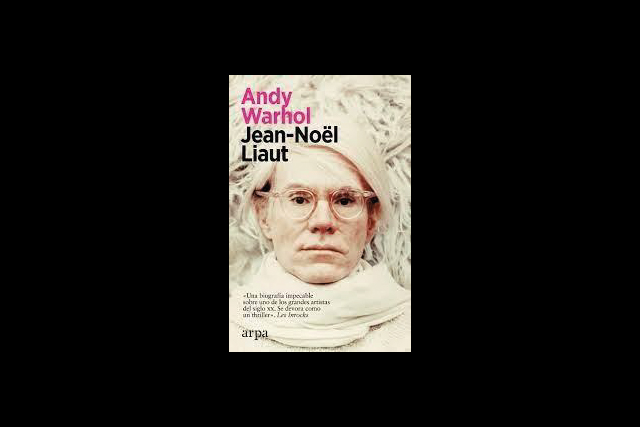 Andy
Warhol
Jean-Noël
Liaut
«Una biografía impecable
sobre uno de los grandes artistas
del siglo XX. Se devora como
un thriller». Les Inrocks
arpa